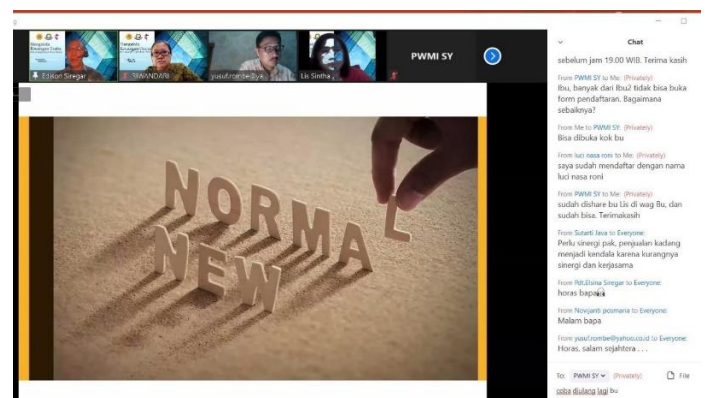 Edison Siregar
SIWANDARI
yusuf.rombe@ya...
Lis Sintha
PWMI SY
NORMAL
NEW
Chat
sebelum jam 19.00 WIB. Terima kasih
From PWMI SY to Me: (Privately)
Ibu, banyak dari Ibu2 tidak bisa buka
form pendaftaran. Bagaimana
sebaiknya?
From Me to PWMI SY: (Privately)
Bisa dibuka kok bu
From luci nasa roni to Me: (Privately)
saya sudah mendaftar dengan nama
luci nasa roni
From PWMI SY to Me: (Privately)
sudah dishare bu Lis di wag Bu, dan
sudah bisa. Terimakasih
From Sutarti Java to Everyone:
Perlu sinergi pak, penjualan kadang
menjadi kendala karena kurangnya
sinergi dan kerjasama
From Pdt.Elsina Siregar to Everyone:
horas bapa
From Novojanti posmaria to Everyone:
Malam bapa
From yusuf.rombe@yahoo.co.id to Everyone:
Horas, salam sejahtera . . .
To: PWMI SY (Privately) File
coba diulang lagi bu